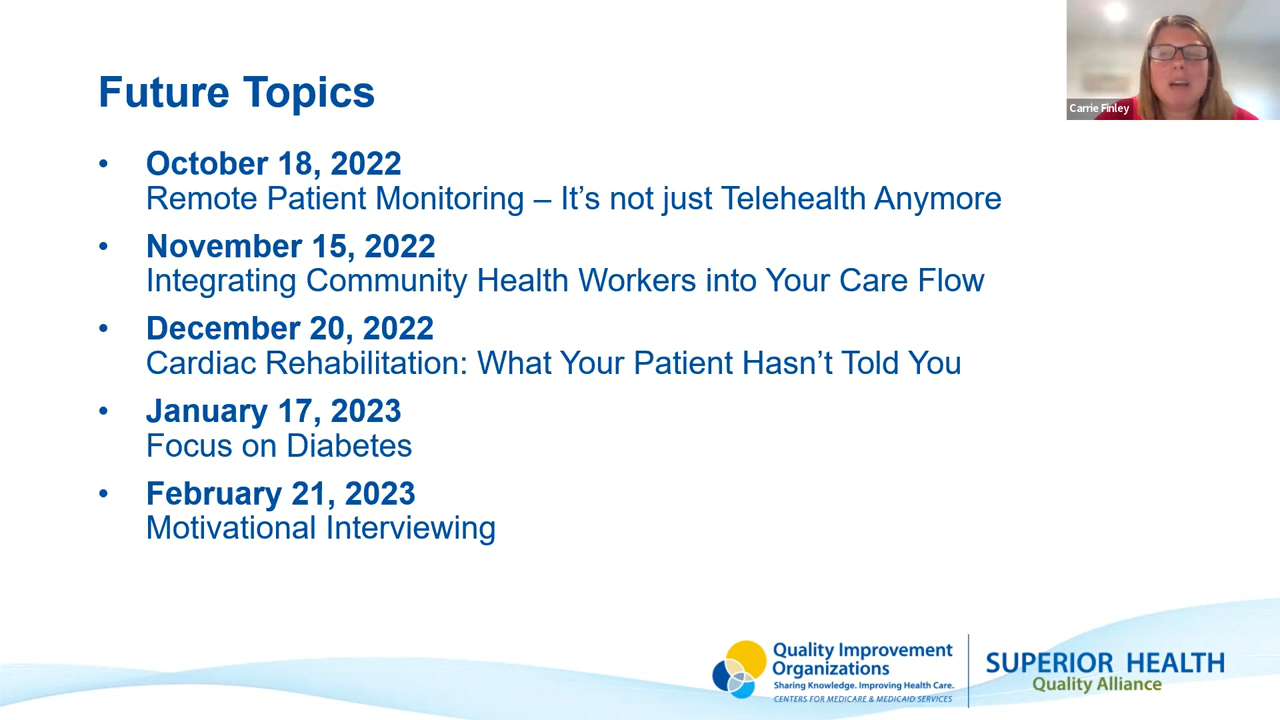 Future Topics
Carrie Finley
• October 18, 2022
Remote Patient Monitoring – It’s not just Telehealth Anymore
• November 15, 2022
Integrating Community Health Workers into Your Care Flow
• December 20, 2022
Cardiac Rehabilitation: What Your Patient Hasn’t Told You
• January 17, 2023
Focus on Diabetes
• February 21, 2023
Motivational Interviewing
Quality Improvement
Organizations
Sharing Knowledge. Improving Health Care.
CENTERS FOR MEDICARE & MEDICAID SERVICES
SUPERIOR HEALTH
Quality Alliance